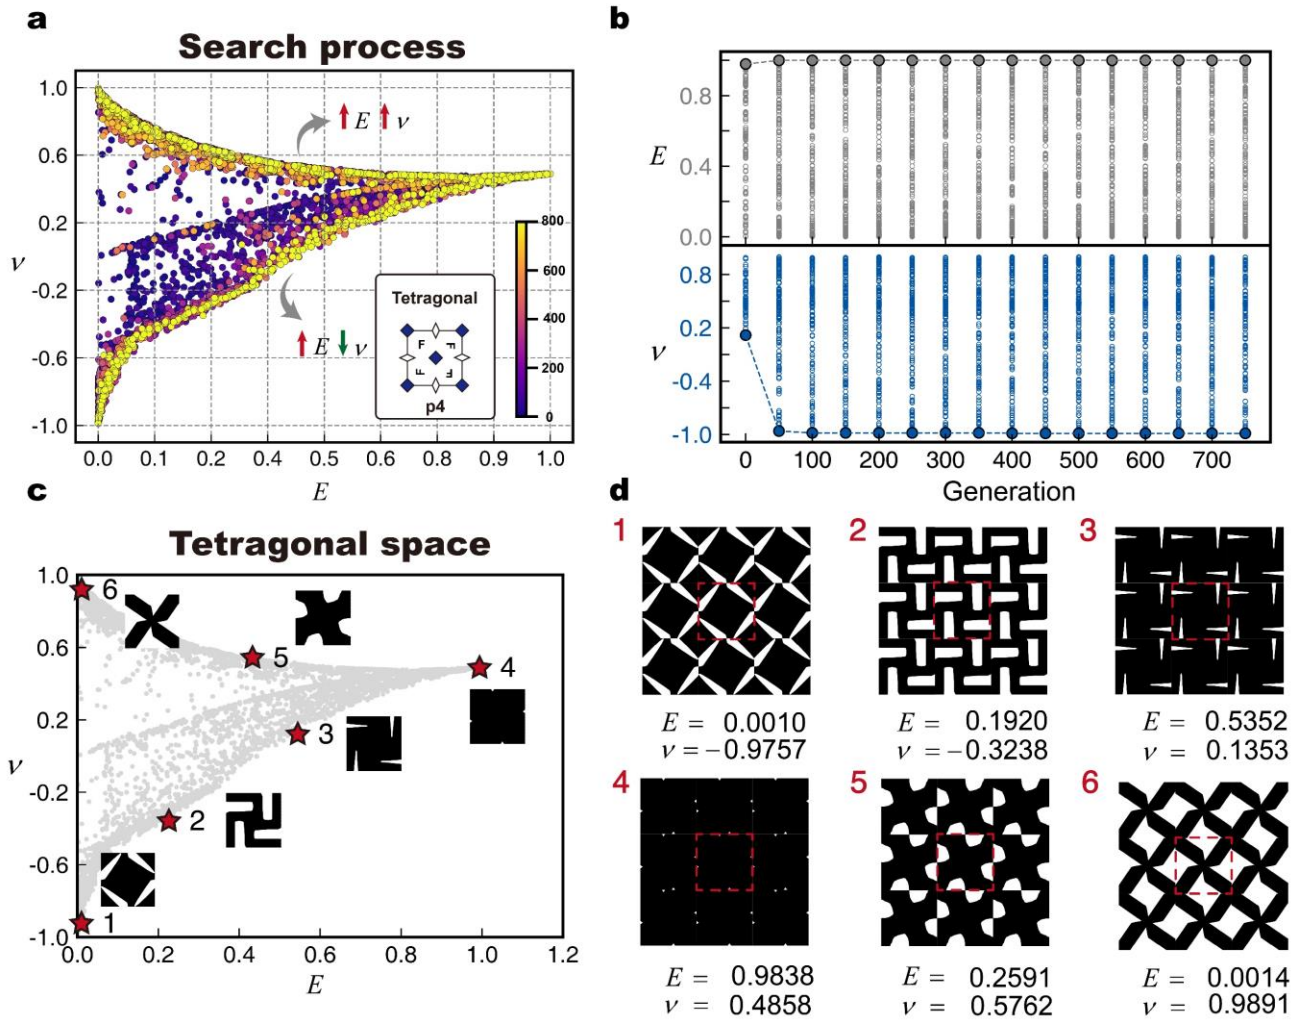 a
Search process
1.0
0.6
0.2
-0.2
-0.6
-1.0
ν
E ν
E ν
800
600
400
200
0
Tetragonal
F F
F F
p4
0.0 0.1 0.2 0.3 0.4 0.5 0.6 0.8 1.0
E
b
0.8
0.4
0.0
E
0.8
0.2
-0.4
-1.0
ν
0 100 200 300 400 500 600 700
Generation
c
Tetragonal space
1.0
0.6
0.2
-0.2
-0.6
-1.0
ν
6
5
4
3
2
1
0.0 0.2 0.4 0.6 0.8 1.0 1.2
E
d
1 2 3
E = 0.0010
ν = −0.9757
E = 0.1920
ν = −0.3238
E = 0.5352
ν = 0.1353
4 5 6
E = 0.9838
ν = 0.4858
E = 0.2591
ν = 0.5762
E = 0.0014
ν = 0.9891